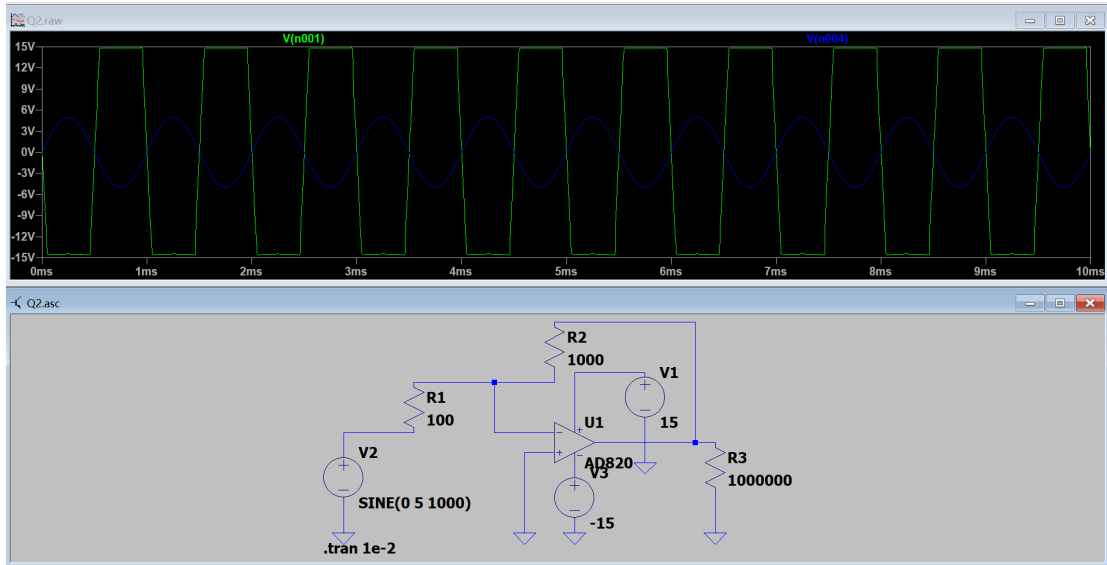 Q2.raw
V(n001) V(n004)
15V
12V
9V
6V
3V
0V
-3V
-6V
-9V
-12V
-15V
0ms 1ms 2ms 3ms 4ms 5ms 6ms 7ms 8ms 9ms 10ms
Q2.asc
R2
1000
V1
15
R1
100
U1
AD820
V2
SINE(0 5 1000)
V3
-15
R3
1000000
.tran 1e-2